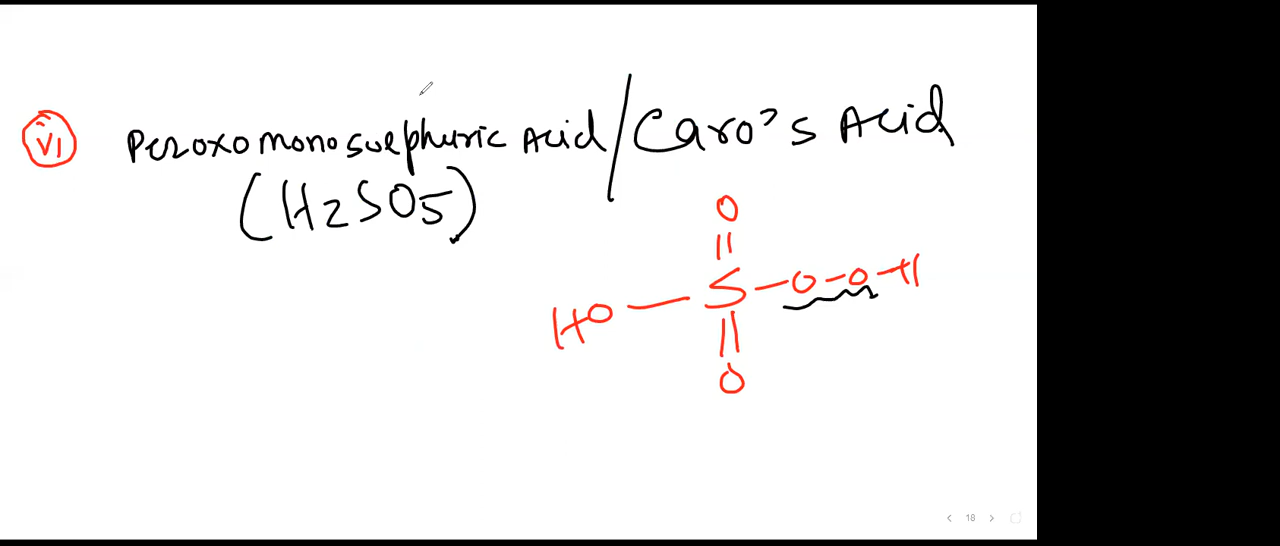 VI Peroxomonosulphuric Acid/Caro's Acid
(H2SO5)
O
||
HO — S — O – O – H
||
O
< 18 >